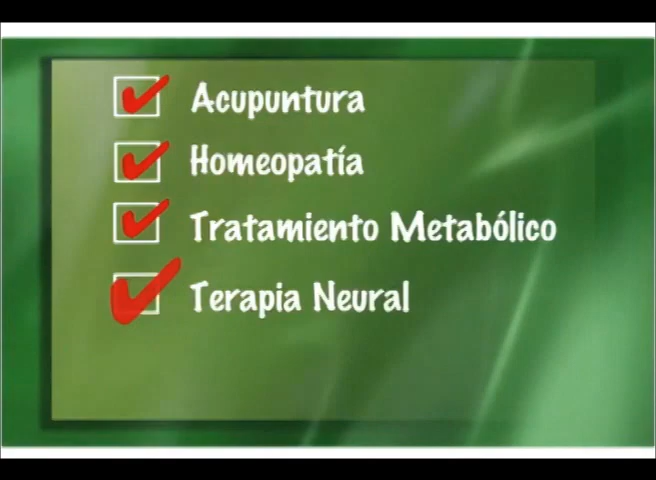 Acupuntura
Homeopatía
Tratamiento Metabólico
Terapia Neural